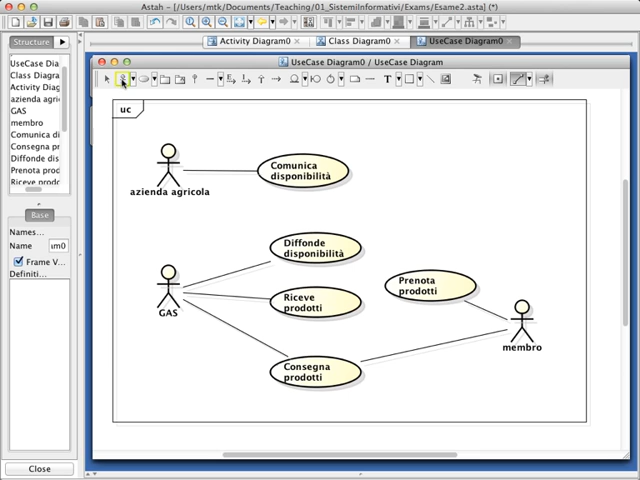 Astah - [/Users/mtk/Documents/Teaching/01_SistemiInformativi/Exams/Esame2.asta] (*)
Structure
Activity Diagram0
Class Diagram0
UseCase Diagram0
UseCase Diagram0 / UseCase Diagram
UseCase Dia
Class Diagra
Activity Diag
azienda agri
GAS
membro
Comunica di
Consegna pr
Diffonde dis
Prenota prod
Riceve prodo
Base
Names...
Name
m0
Frame V...
Definiti...
Close
T
uc
azienda agricola
Comunica
disponibilità
Diffonde
disponibilità
GAS
Riceve
prodotti
Prenota
prodotti
membro
Consegna
prodotti